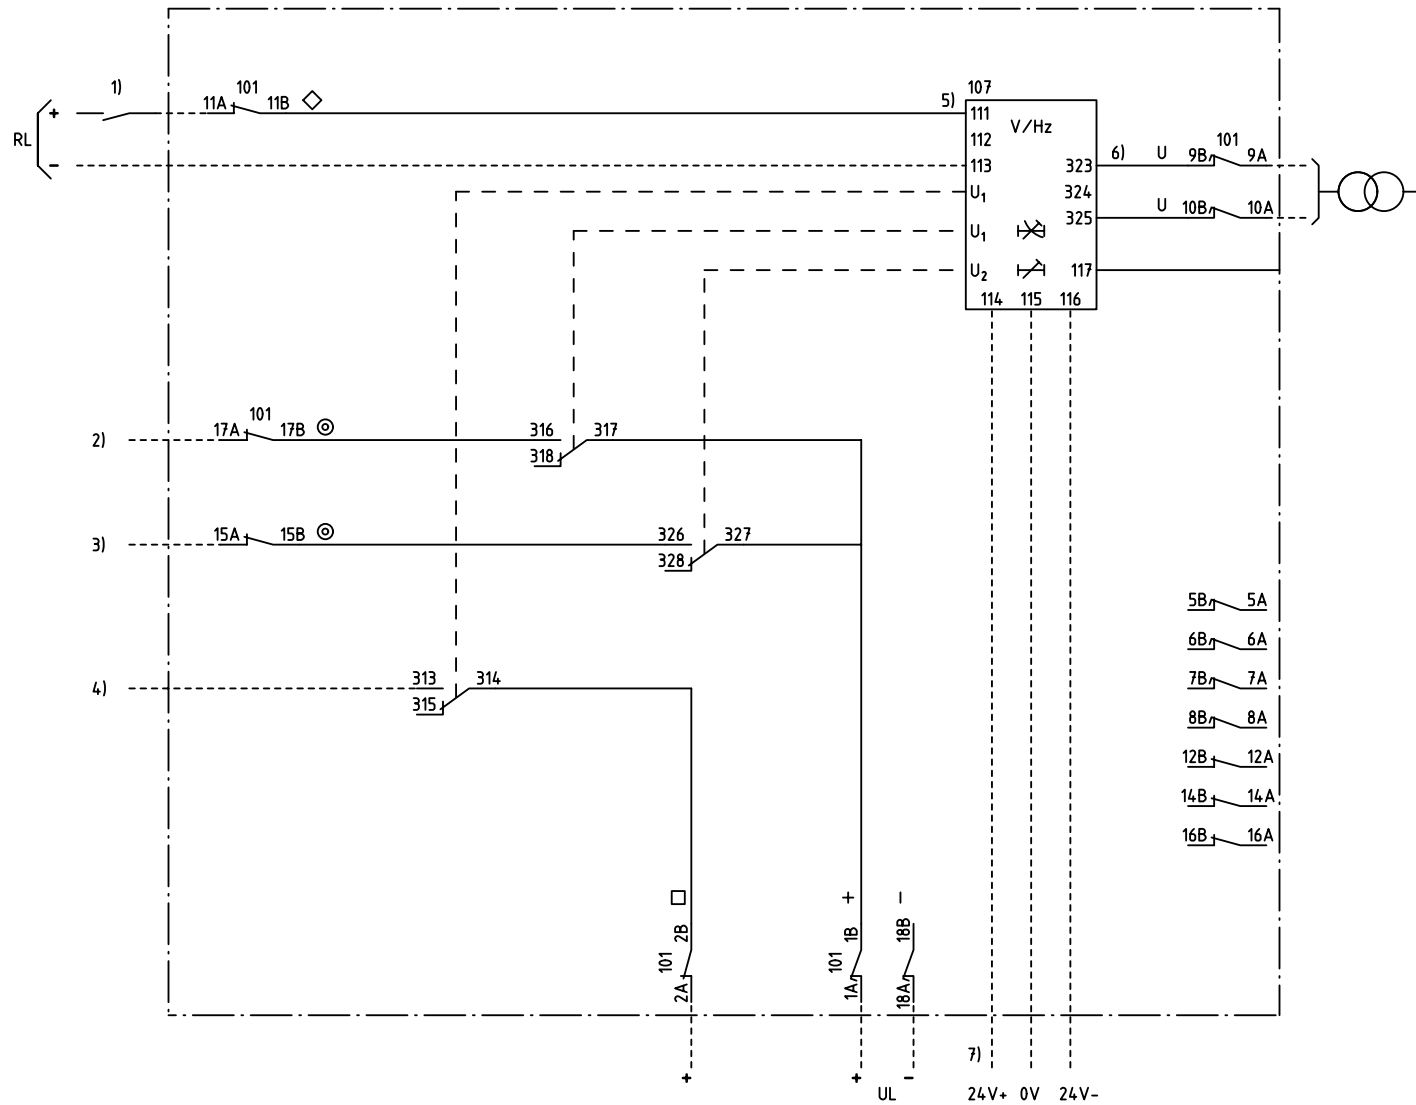 1)
101
107
+
11A
11B
5)
111
V/Hz
RL
112
6)
U
101
-
113
323
9B
9A
U1
324
U
10B
10A
325
U1
U2
117
114
115
116
101
2)
17A
17B
316
317
318
3)
15A
15B
326
327
328
5B
5A
6B
6A
4)
313
314
7B
7A
315
8B
8A
12B
12A
14B
14A
16B
16A
+
-
2B
1B
18B
101
101
2A
1A
18A
7)
+
+
-
UL
24V+
0V
24V-